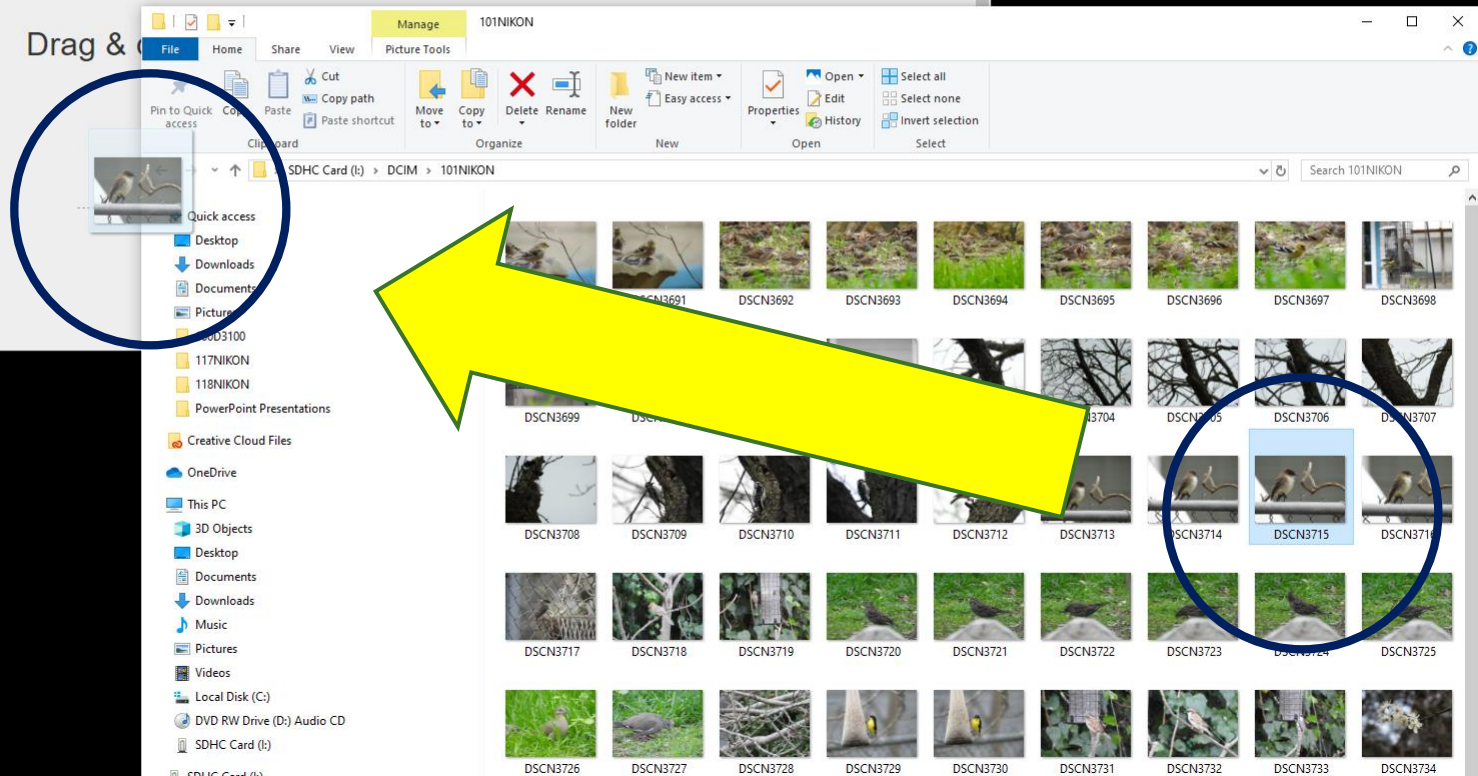 Drag &
Manage
101NIKON
File
Home
Share
View
Picture Tools
Pin to Quick access
Paste
Cut
Copy path
Paste shortcut
Move to
Copy to
Delete
Rename
New folder
New item
Easy access
Properties
Open
Edit
History
Select all
Select none
Invert selection
Organize
New
Open
Select
SDHC Card (I:) > DCIM > 101NIKON
Search 101NIKON
Quick access
Desktop
Downloads
Documents
117NIKON
118NIKON
PowerPoint Presentations
Creative Cloud Files
OneDrive
This PC
3D Objects
Desktop
Documents
Downloads
Music
Pictures
Videos
Local Disk (C:)
DVD RW Drive (D:) Audio CD
SDHC Card (I:)
DSCN3692 DSCN3693 DSCN3694 DSCN3695 DSCN3696 DSCN3697 DSCN3698
DSCN3699 DSCN3706
DSCN3708 DSCN3709 DSCN3710 DSCN3711 DSCN3712 DSCN3713 DSCN3714 DSCN3715 DSCN3716
DSCN3717 DSCN3718 DSCN3719 DSCN3720 DSCN3721 DSCN3722 DSCN3723 DSCN3725
DSCN3726 DSCN3727 DSCN3728 DSCN3729 DSCN3730 DSCN3731 DSCN3732 DSCN3733 DSCN3734